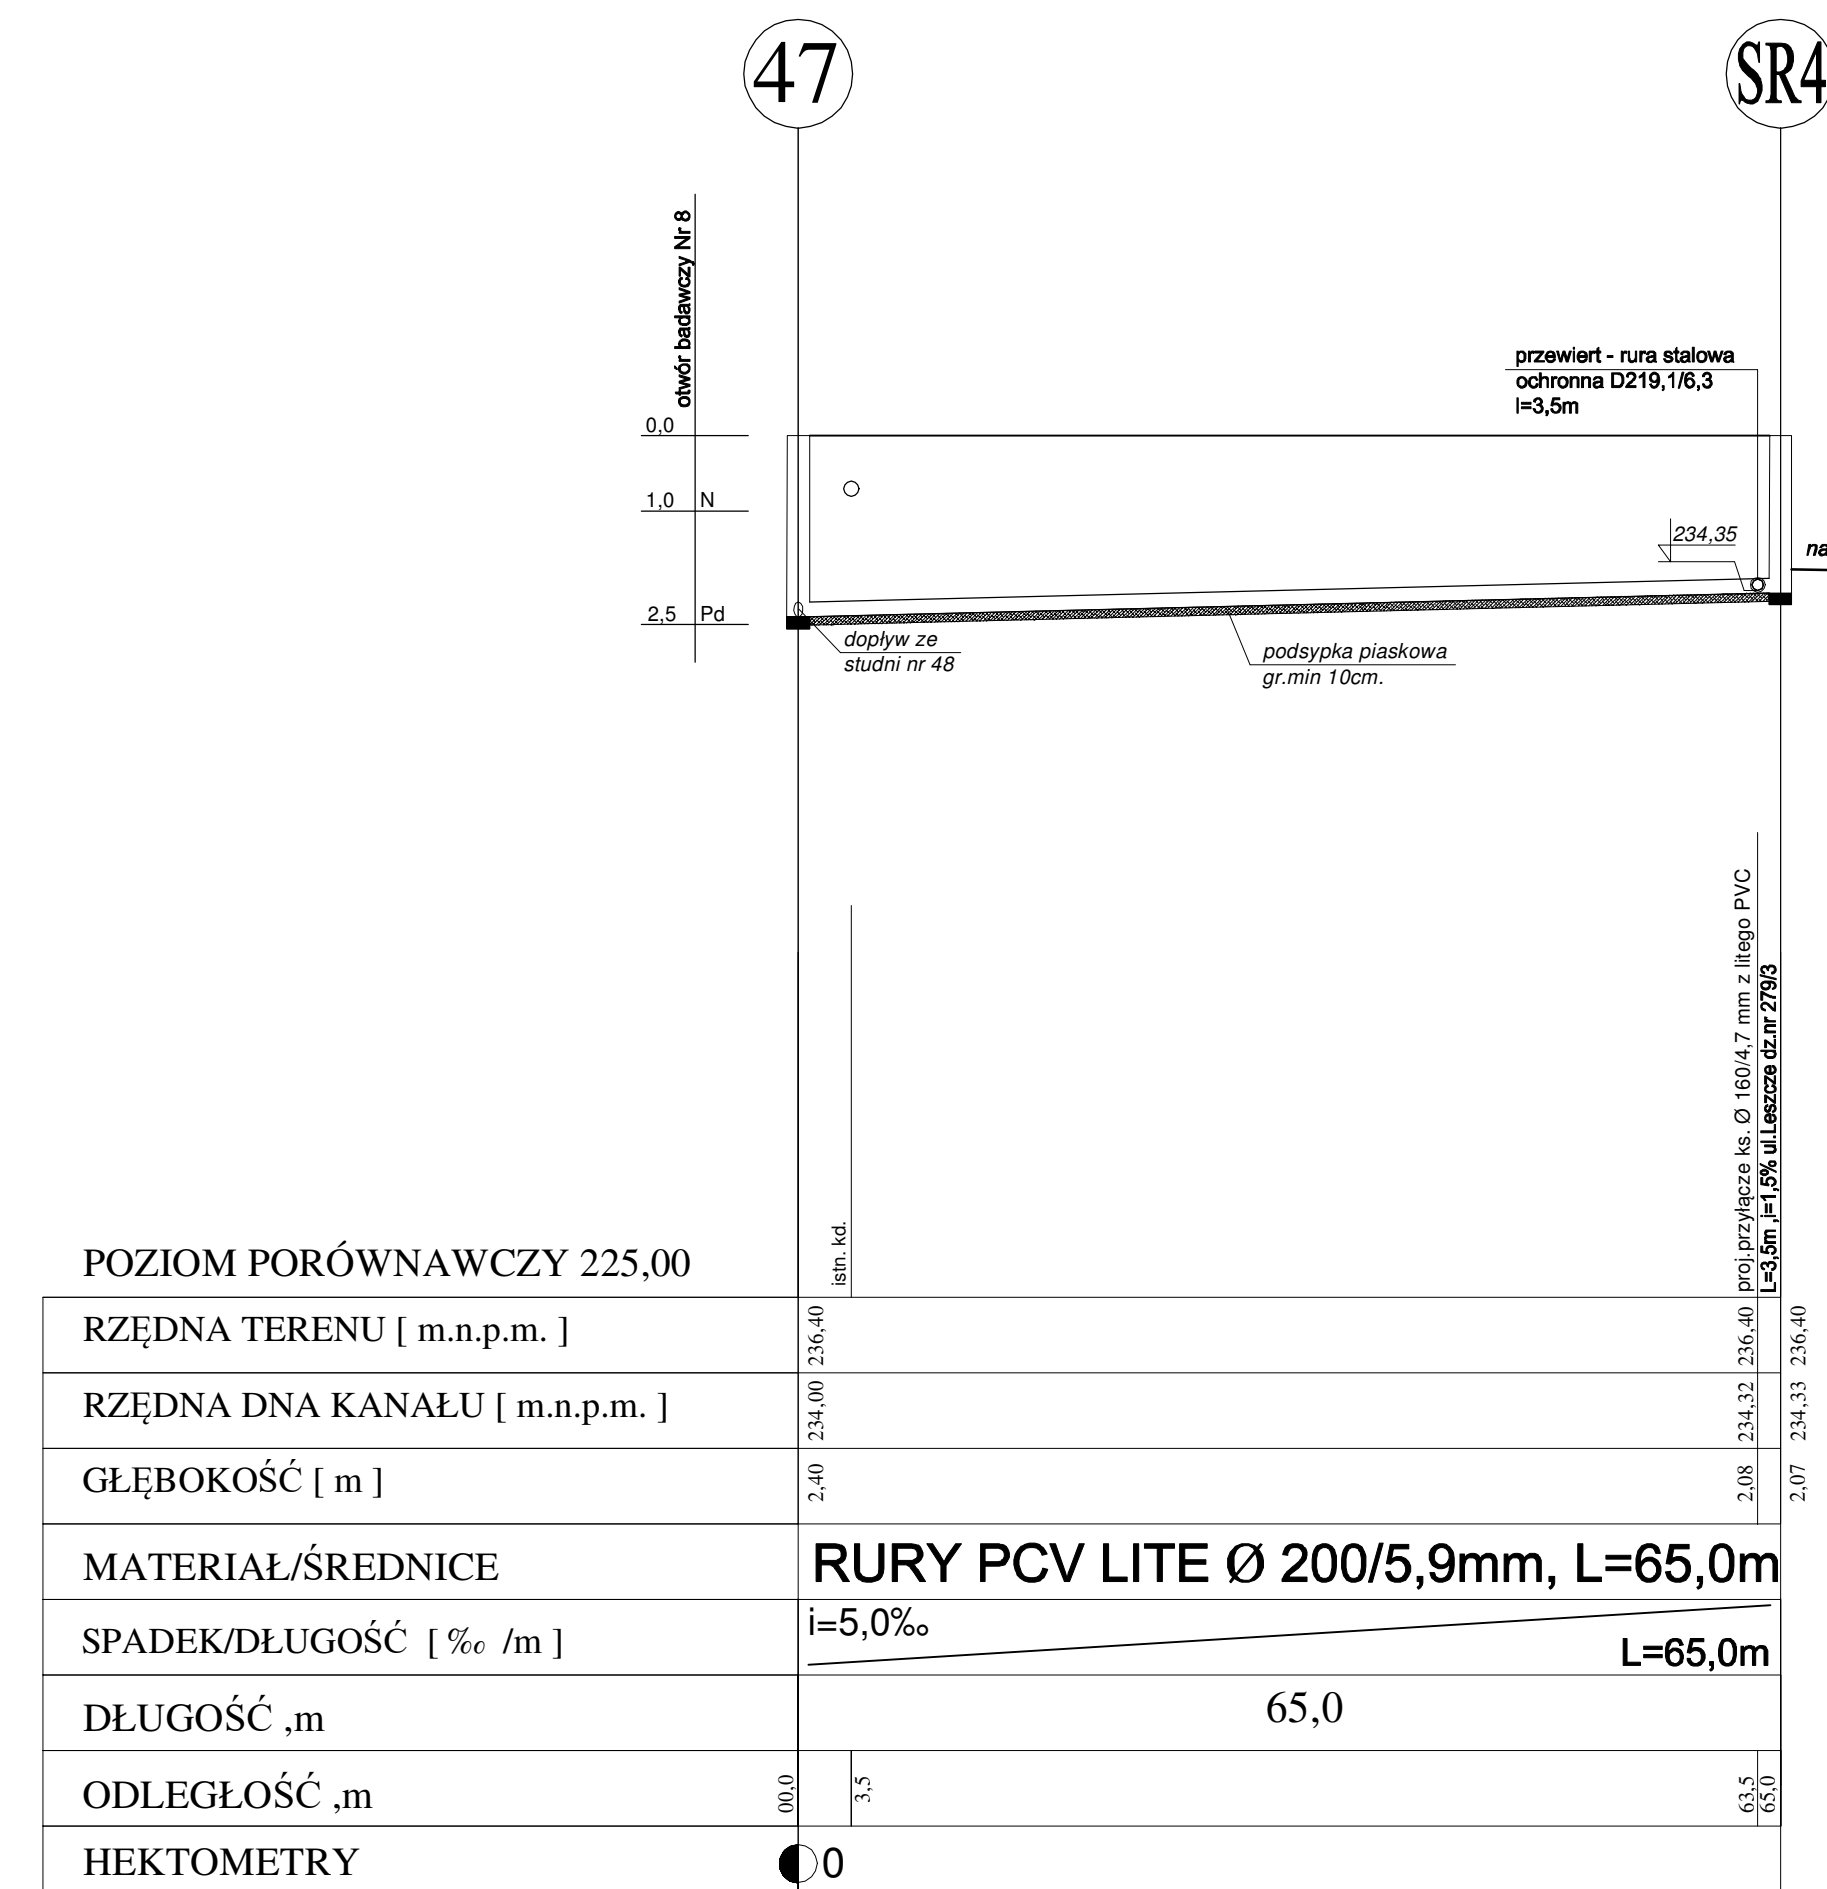 47
SR4
otwór badawczy Nr 8
0,0
1,0 N
2,5 Pd
przewiert - rura stalowa
ochronna D219,1/6,3
l=3,5m
234,35
na
dopływ ze
studni nr 48
podsypka piaskowa
gr.min 10cm.
istn. kd.
proj.przyłącze ks. Ø 160/4,7 mm z litego PVC
L=3,5m ,i=1,5% ul.Leszcze dz.nr 279/3
POZIOM PORÓWNAWCZY 225,00
RZĘDNA TERENU [ m.n.p.m. ] 236,40 236,40 236,40
RZĘDNA DNA KANAŁU [ m.n.p.m. ] 234,00 234,32 234,33
GŁĘBOKOŚĆ [ m ] 2,40 2,08 2,07
MATERIAŁ/ŚREDNICE RURY PCV LITE Ø 200/5,9mm, L=65,0m
SPADEK/DŁUGOŚĆ [ ‰ /m ] i=5,0‰ L=65,0m
DŁUGOŚĆ ,m 65,0
ODLEGŁOŚĆ ,m 00,0 3,5 63,5 65,0
HEKTOMETRY 0